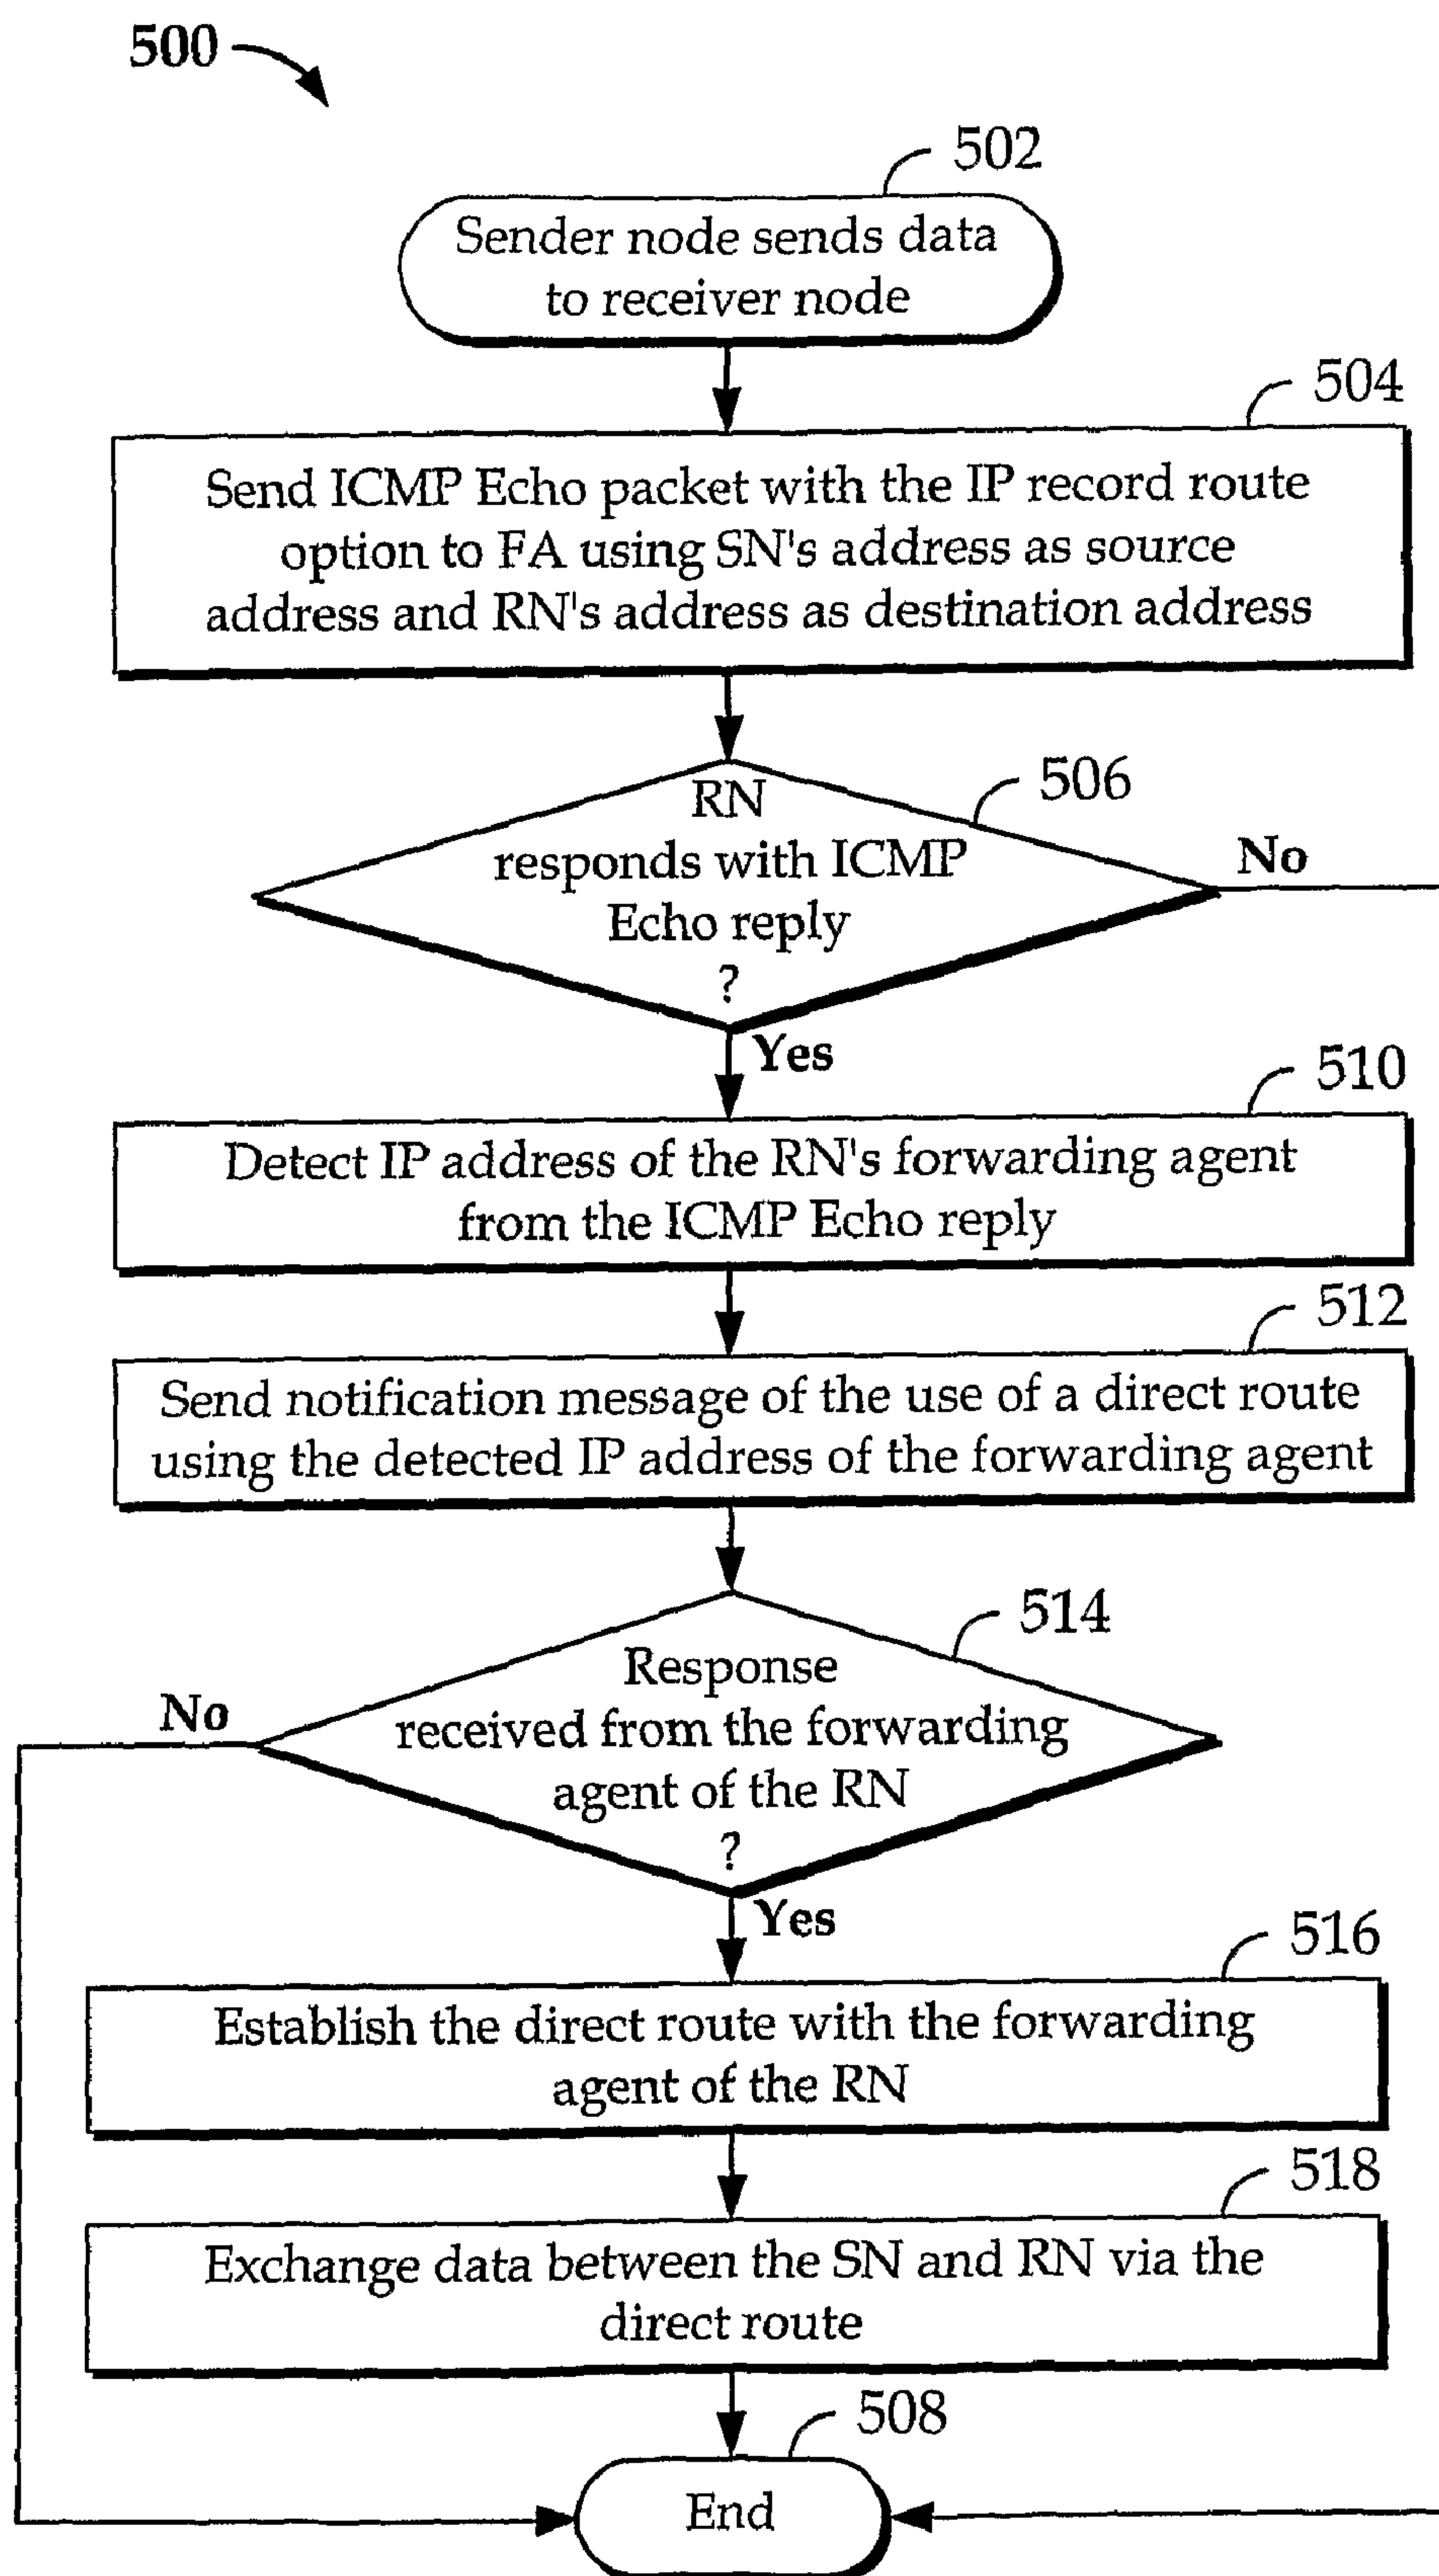 500
502
Sender node sends data
to receiver node
504
Send ICMP Echo packet with the IP record route
option to FA using SN's address as source
address and RN's address as destination address
506
RN
responds with ICMP
Echo reply
?
No
Yes
510
Detect IP address of the RN's forwarding agent
from the ICMP Echo reply
512
Send notification message of the use of a direct route
using the detected IP address of the forwarding agent
514
Response
received from the forwarding
agent of the RN
?
No
Yes
516
Establish the direct route with the forwarding
agent of the RN
518
Exchange data between the SN and RN via the
direct route
508
End